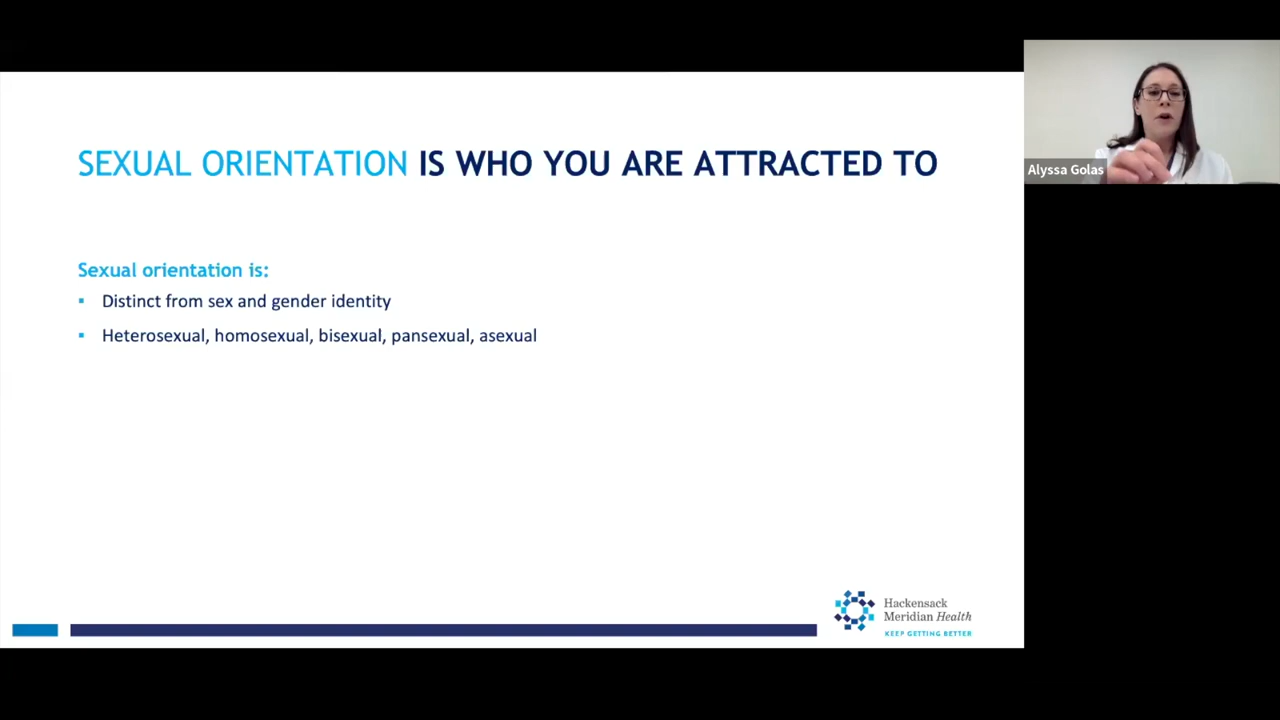 SEXUAL ORIENTATION IS WHO YOU ARE ATTRACTED TO
Alyssa Golas
Sexual orientation is:
▪ Distinct from sex and gender identity
▪ Heterosexual, homosexual, bisexual, pansexual, asexual
Hackensack
Meridian Health
KEEP GETTING BETTER